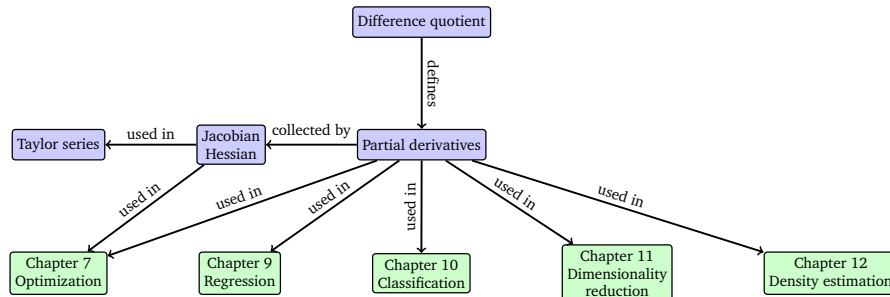 Difference quotient
defines
Taylor series
used in
Jacobian
Hessian
collected by
Partial derivatives
used in
used in
used in
used in
used in
used in
Chapter 7
Optimization
Chapter 9
Regression
Chapter 10
Classification
Chapter 11
Dimensionality
reduction
Chapter 12
Density estimation